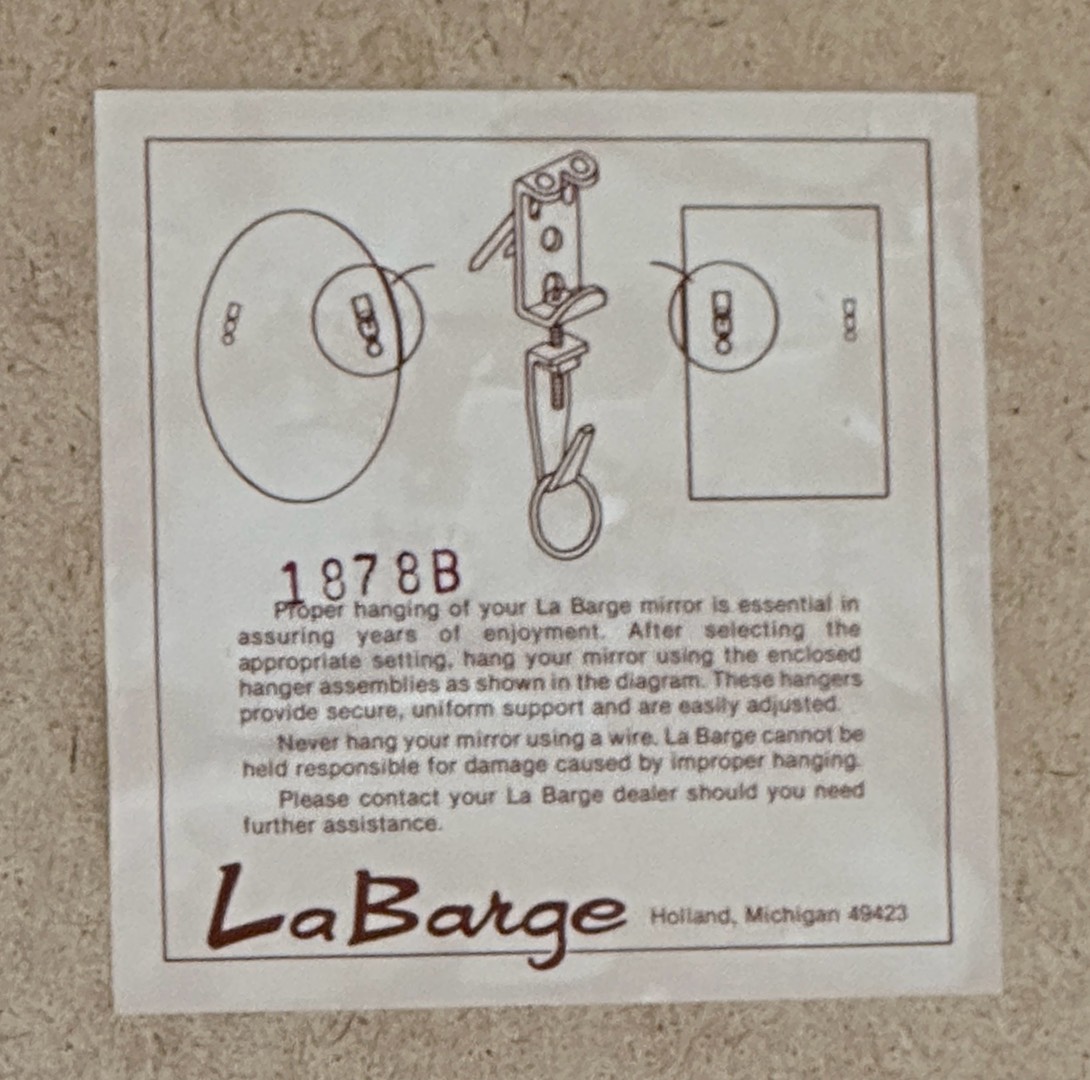 1878B
Proper hanging of your La Barge mirror is essential in
assuring years of enjoyment. After selecting the
appropriate setting, hang your mirror using the enclosed
hanger assemblies as shown in the diagram. These hangers
provide secure, uniform support and are easily adjusted.
Never hang your mirror using a wire. La Barge cannot be
held responsible for damage caused by improper hanging.
Please contact your La Barge dealer should you need
further assistance.
LaBarge Holland, Michigan 49423